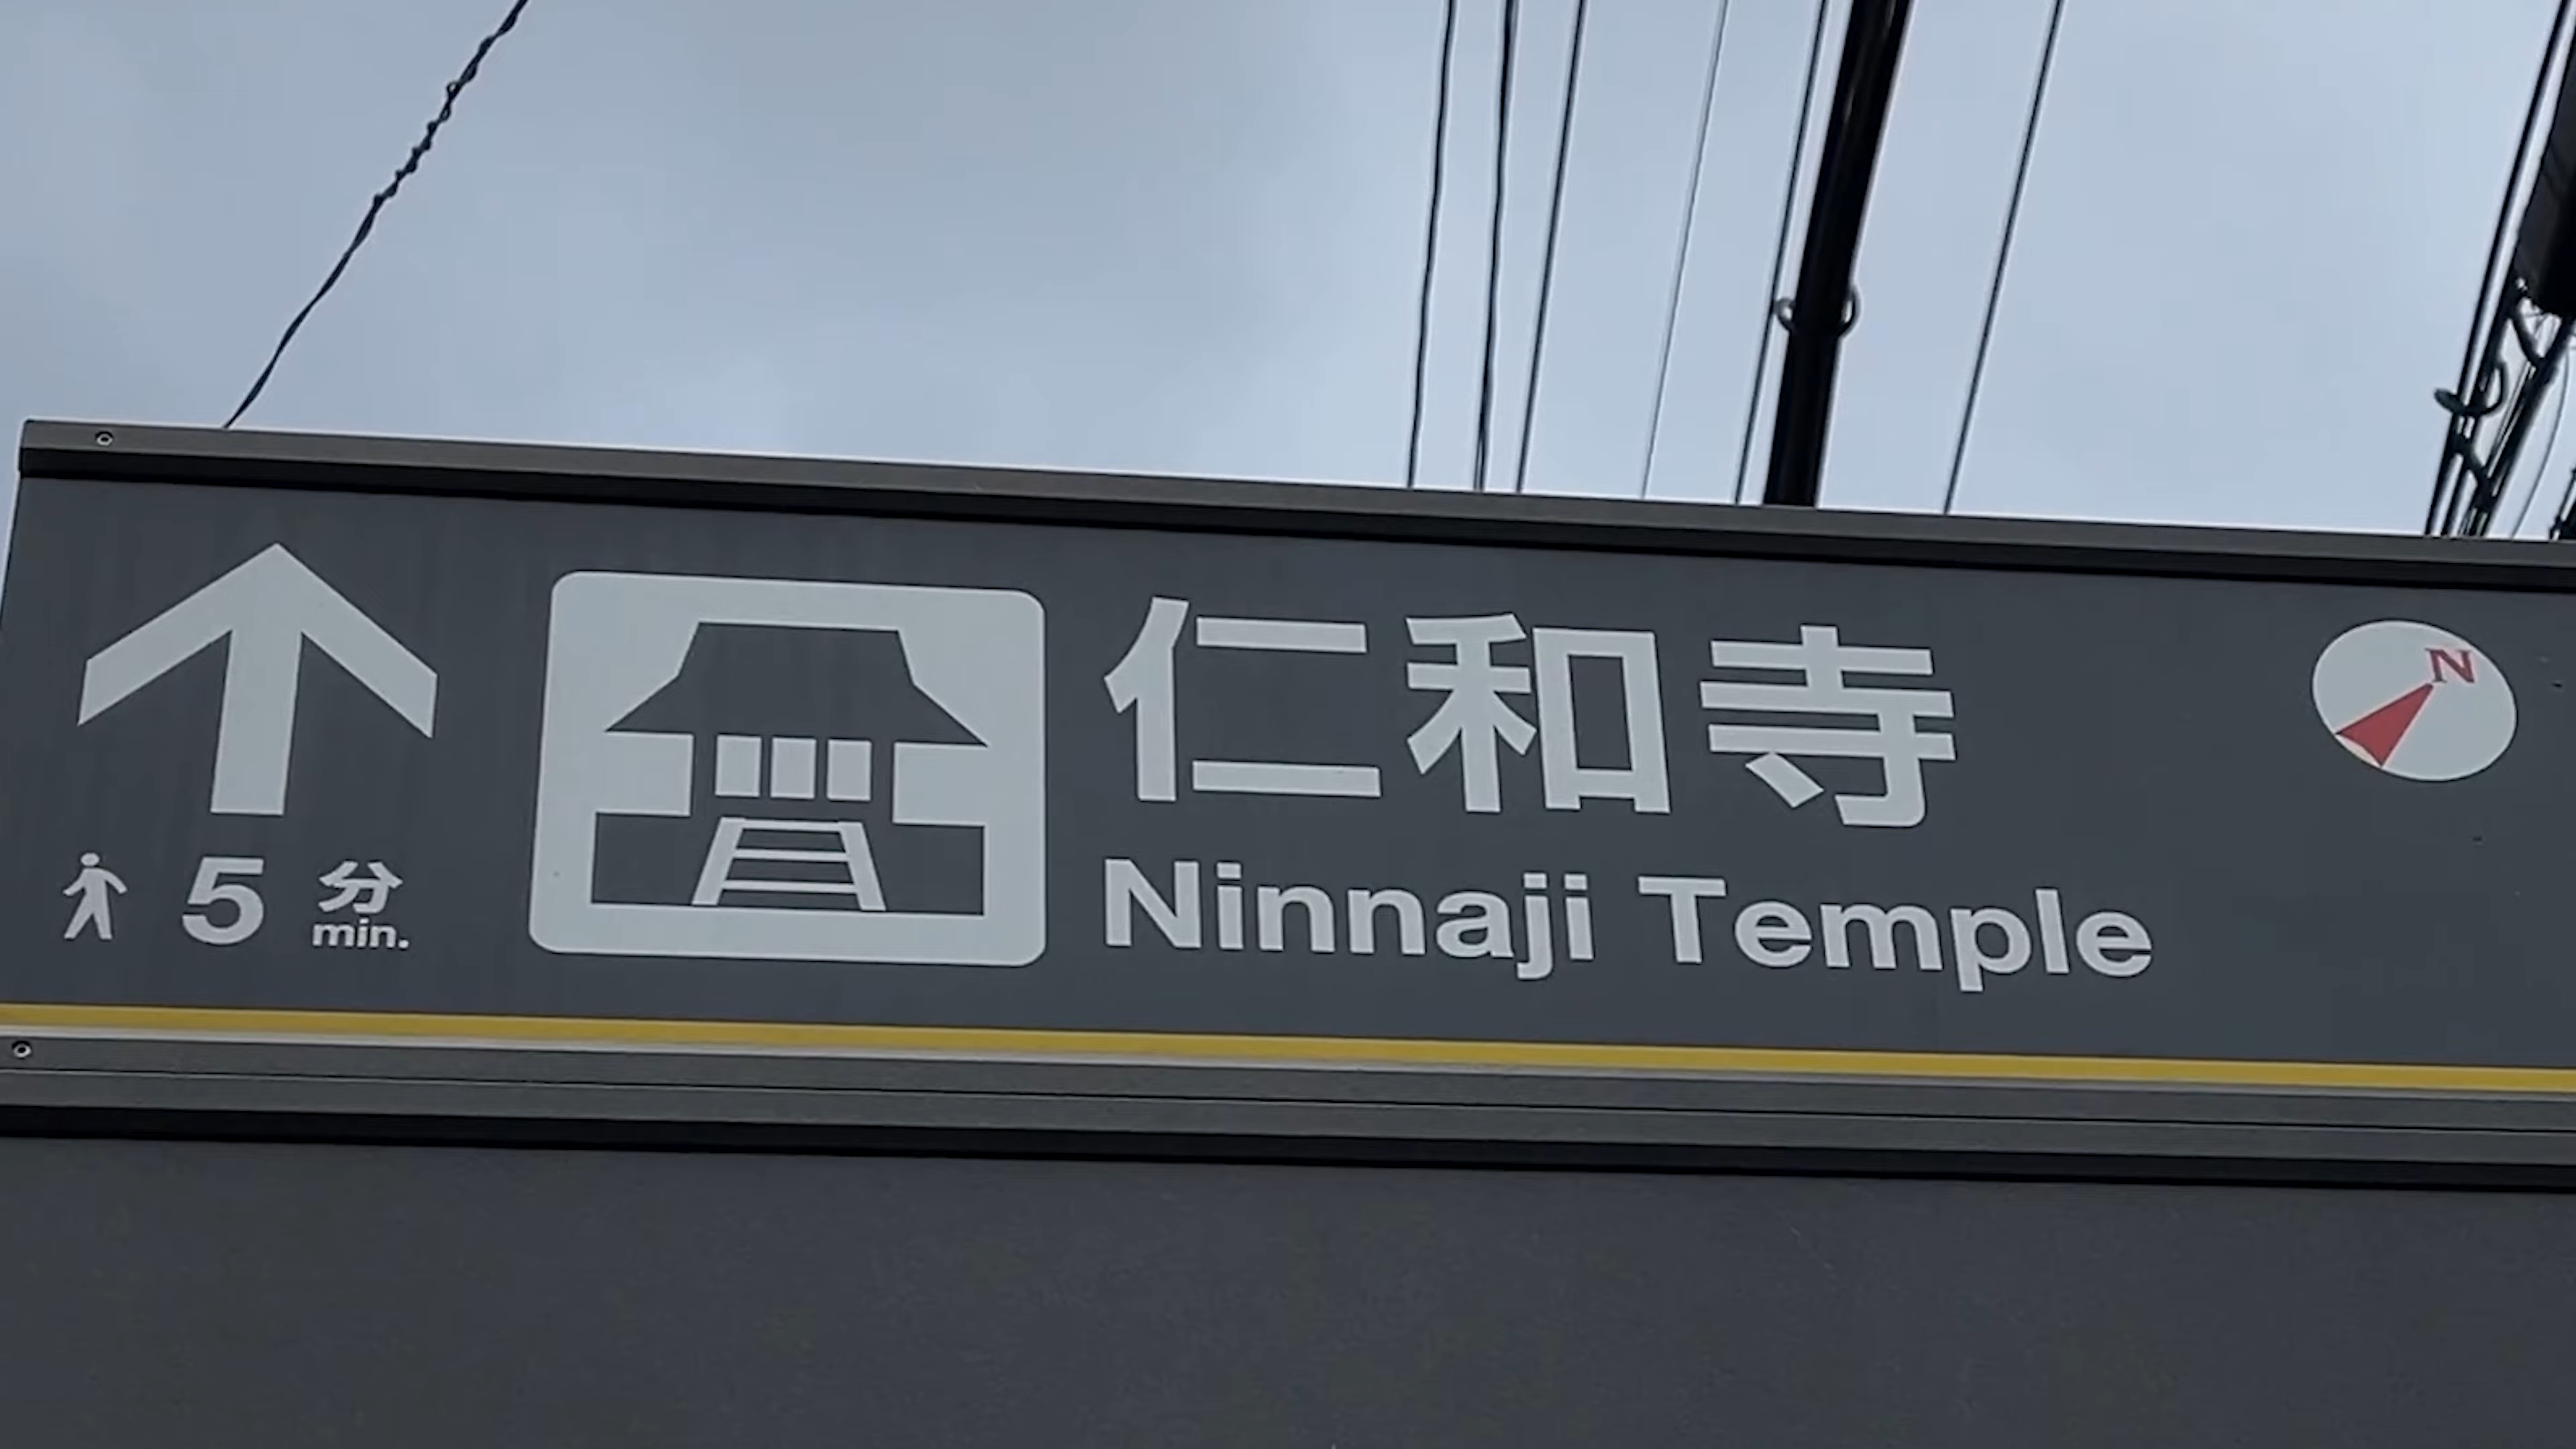 仁和寺
Ninnaji Temple
5 分
min.
N